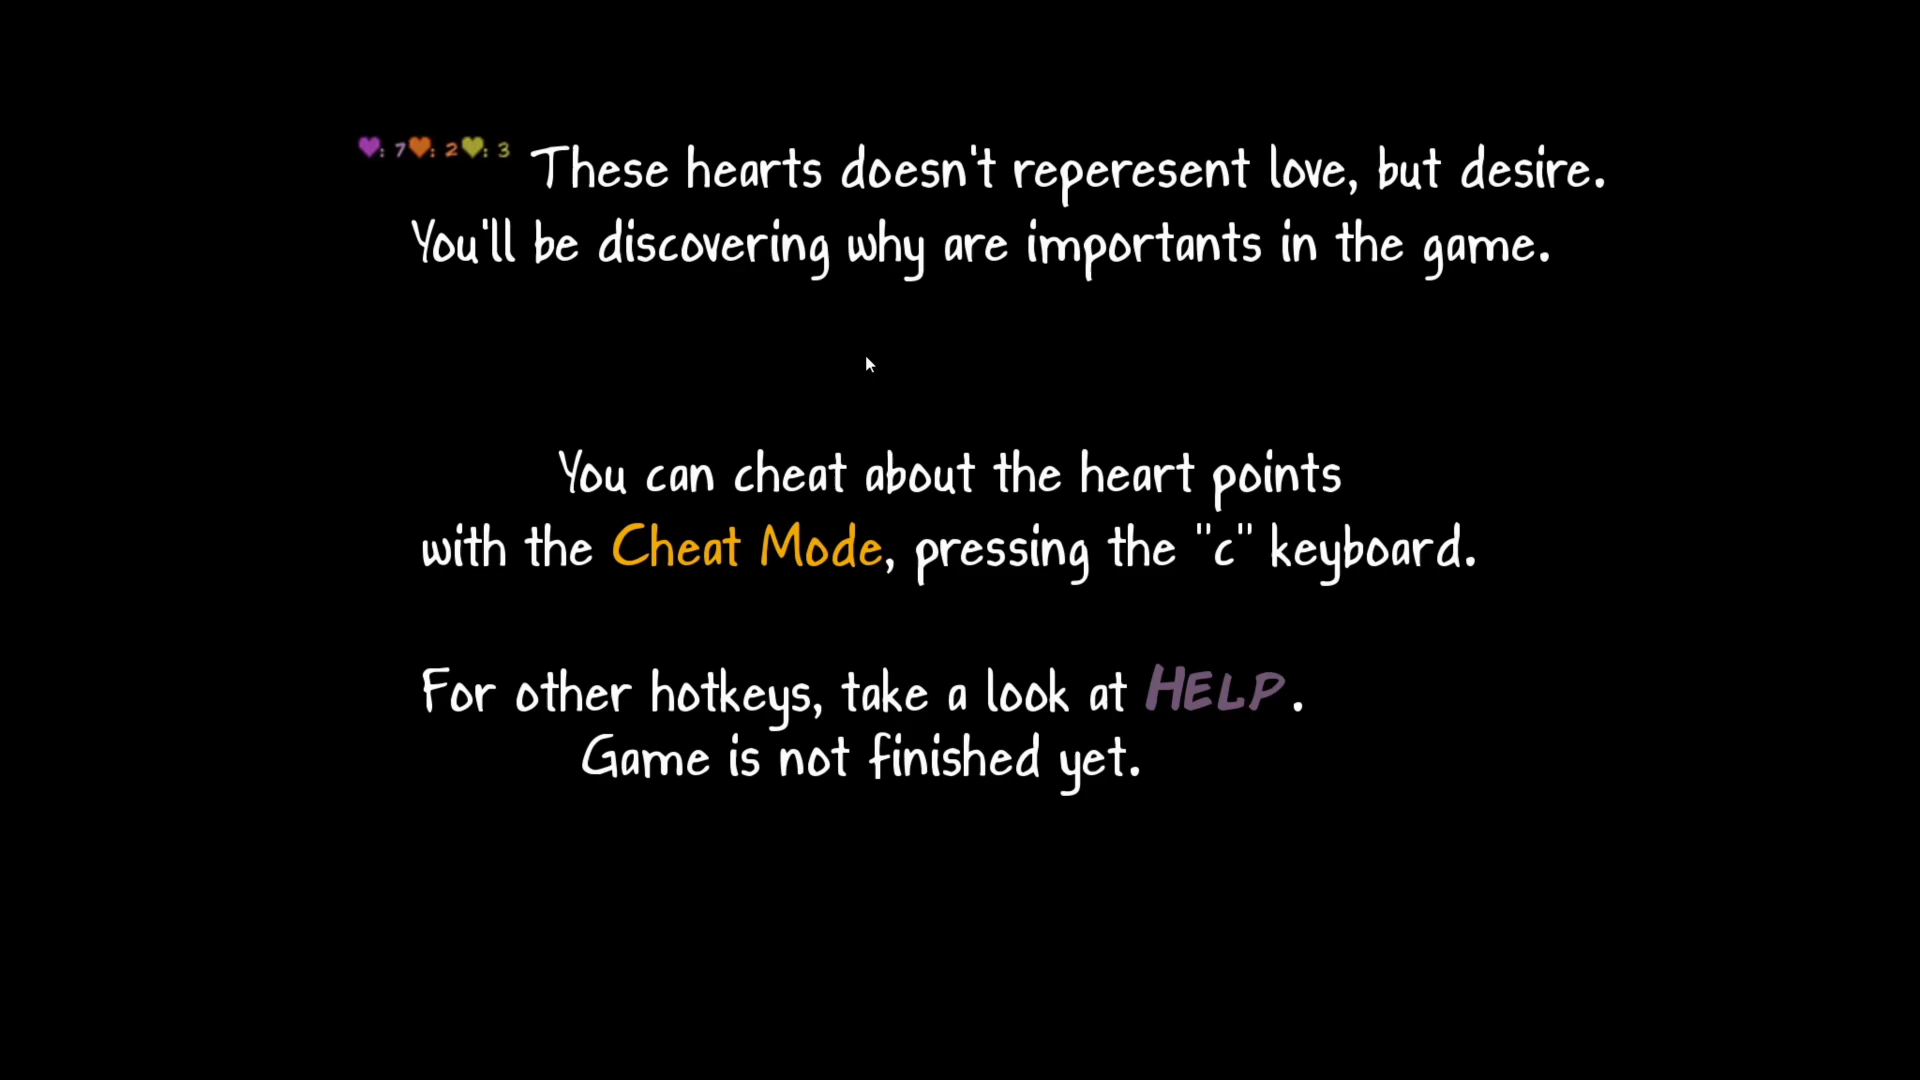 💜: 7🧡: 2💛: 3 These hearts doesn't reperesent love, but desire.
You'll be discovering why are importants in the game.
You can cheat about the heart points
with the Cheat Mode, pressing the "c" keyboard.
For other hotkeys, take a look at HELP.
Game is not finished yet.